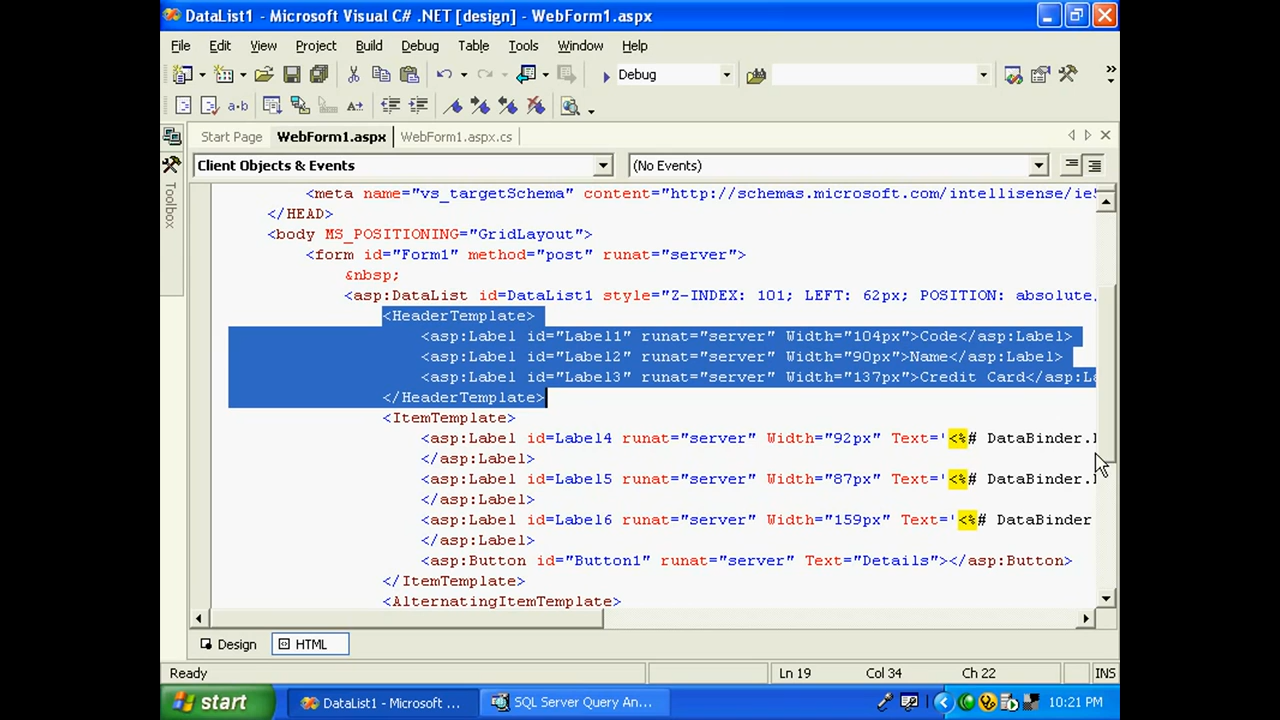 DataList1 - Microsoft Visual C# .NET [design] - WebForm1.aspx
File Edit View Project Build Debug Table Tools Window Help
Debug
Start Page WebForm1.aspx WebForm1.aspx.cs
Client Objects & Events (No Events)
Toolbox
<meta name="vs_targetSchema" content="http://schemas.microsoft.com/intellisense/ie
</HEAD>
<body MS_POSITIONING="GridLayout">
<form id="Form1" method="post" runat="server">
&nbsp;
<asp:DataList id=DataList1 style="Z-INDEX: 101; LEFT: 62px; POSITION: absolute
<HeaderTemplate>
<asp:Label id="Label1" runat="server" Width="104px">Code</asp:Label>
<asp:Label id="Label2" runat="server" Width="90px">Name</asp:Label>
<asp:Label id="Label3" runat="server" Width="137px">Credit Card</asp:La
</HeaderTemplate>
<ItemTemplate>
<asp:Label id=Label4 runat="server" Width="92px" Text='<%# DataBinder.
</asp:Label>
<asp:Label id=Label5 runat="server" Width="87px" Text='<%# DataBinder.
</asp:Label>
<asp:Label id=Label6 runat="server" Width="159px" Text='<%# DataBinder
</asp:Label>
<asp:Button id="Button1" runat="server" Text="Details"></asp:Button>
</ItemTemplate>
<AlternatingItemTemplate>
Design HTML
Ready Ln 19 Col 34 Ch 22 INS
start DataList1 - Microsoft ... SQL Server Query An... 10:21 PM